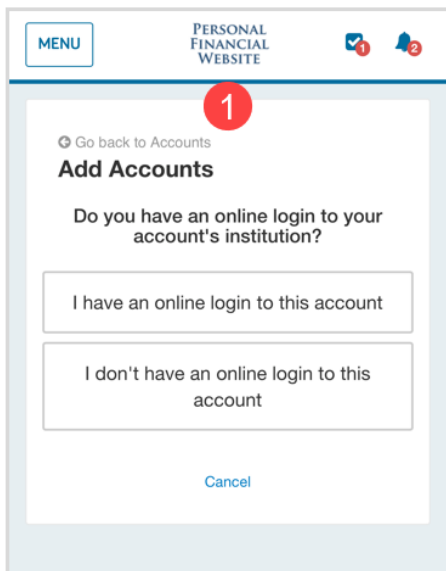 MENU
PERSONAL
FINANCIAL
WEBSITE
1
2
1
Go back to Accounts
Add Accounts
Do you have an online login to your
account's institution?
I have an online login to this account
I don't have an online login to this
account
Cancel